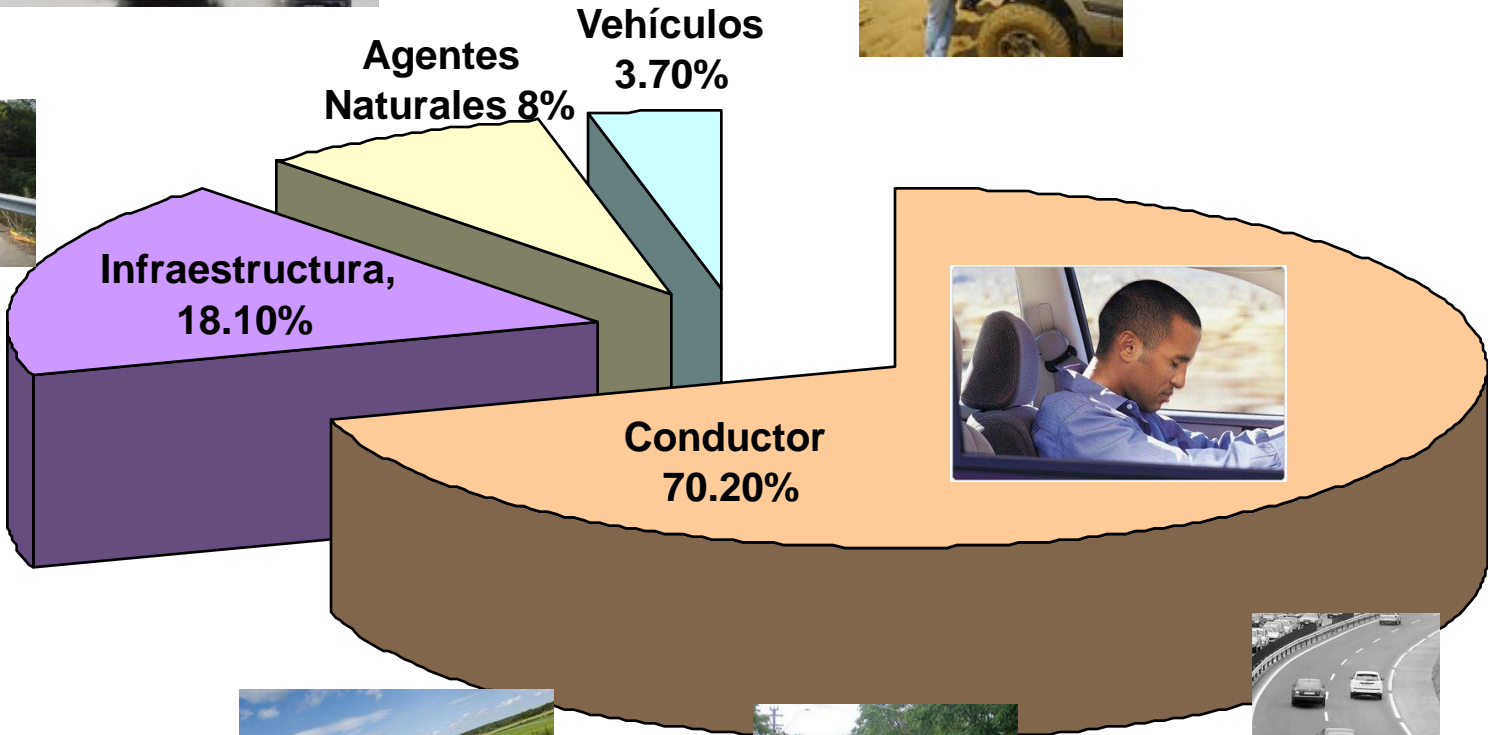 Vehículos
3.70%
Agentes
Naturales 8%
Infraestructura,
18.10%
Conductor
70.20%